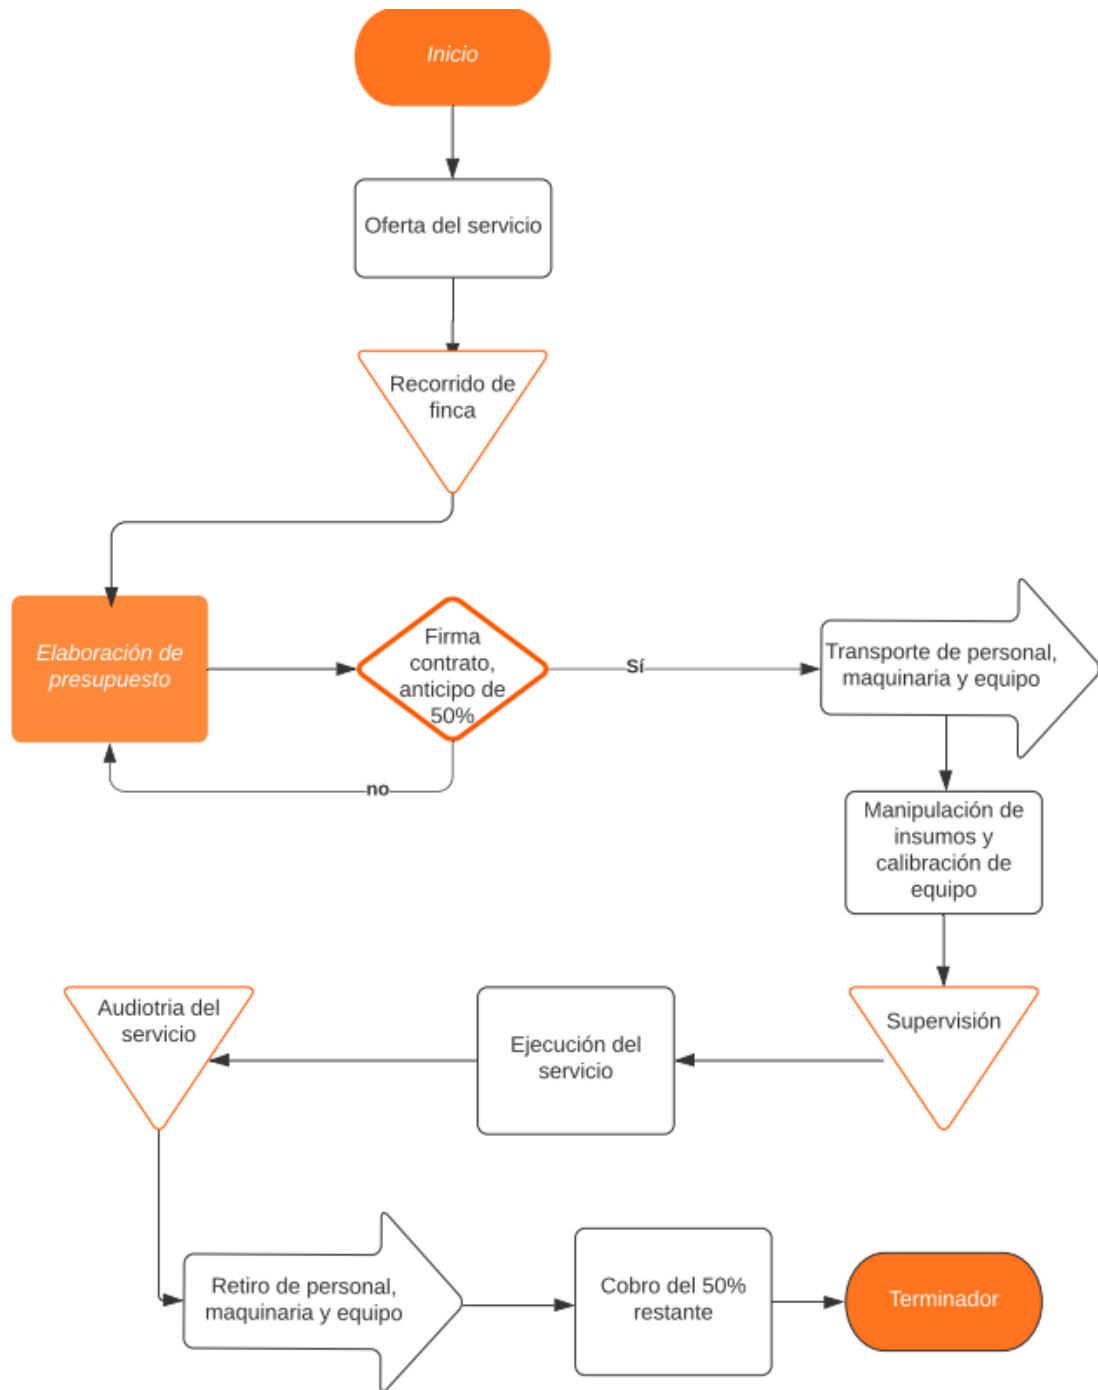 Inicio
Oferta del servicio
Recorrido de
finca
Elaboración de
presupuesto
Firma
contrato,
anticipo de
50%
Sí
no
Transporte de personal,
maquinaria y equipo
Manipulación de
insumos y
calibración de
equipo
Supervisión
Ejecución del
servicio
Audiotria del
servicio
Retiro de personal,
maquinaria y equipo
Cobro del 50%
restante
Terminador